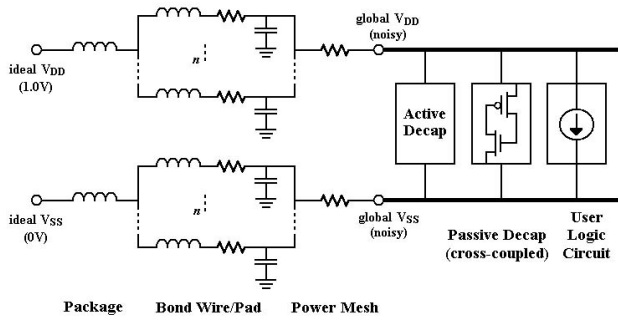 global VDD
(noisy)
ideal VDD
(1.0V)
n
Active
Decap
ideal VSS
(0V)
n
global VSS
(noisy)
Passive Decap
(cross-coupled)
User
Logic
Circuit
Package
Bond Wire/Pad
Power Mesh